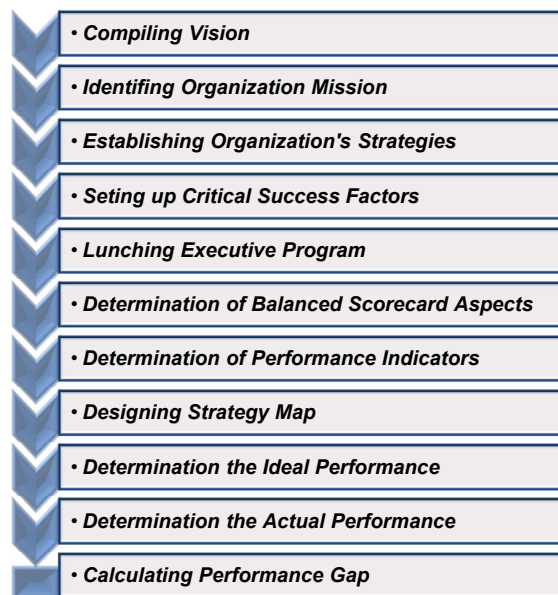 • Compiling Vision
• Identifing Organization Mission
• Establishing Organization's Strategies
• Seting up Critical Success Factors
• Lunching Executive Program
• Determination of Balanced Scorecard Aspects
• Determination of Performance Indicators
• Designing Strategy Map
• Determination the Ideal Performance
• Determination the Actual Performance
• Calculating Performance Gap